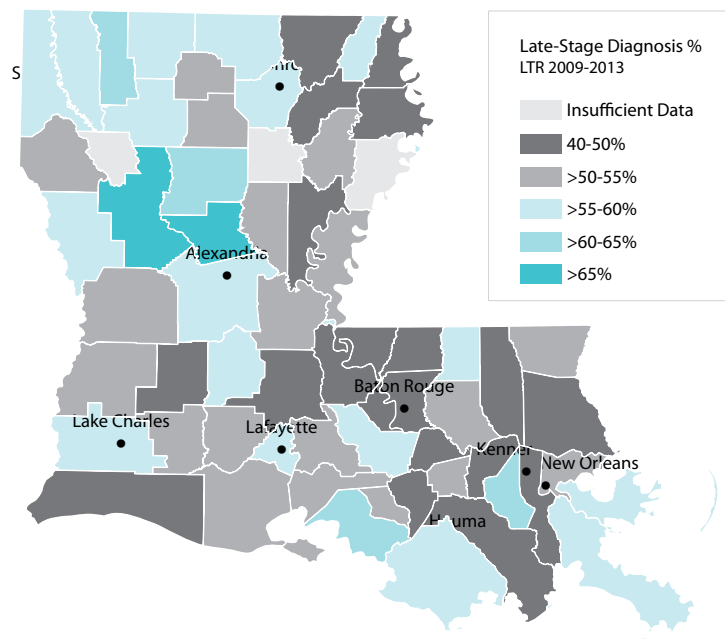 Late-Stage Diagnosis %
LTR 2009-2013
Insufficient Data
40-50%
>50-55%
>55-60%
>60-65%
>65%
S
Alexandria
Baton Rouge
Lake Charles
Lafayette
Kenner
New Orleans
Houma